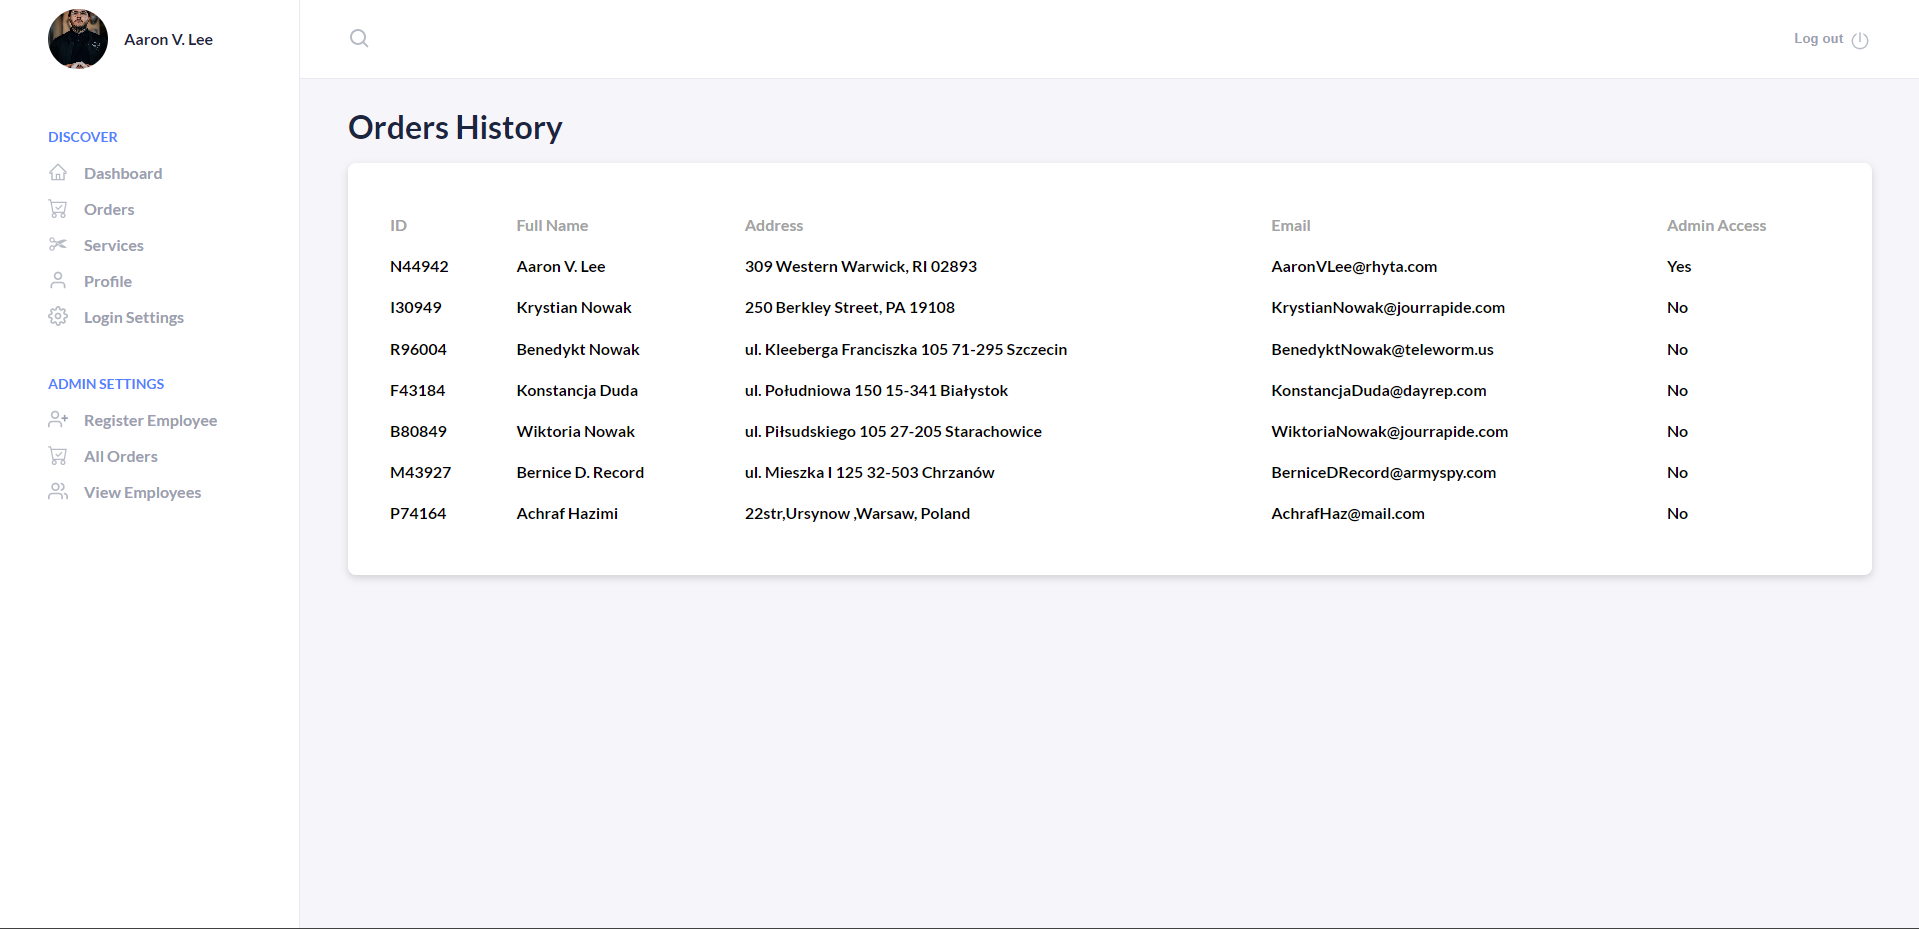 Aaron V. Lee
Log out
DISCOVER
Dashboard
Orders
Services
Profile
Login Settings
ADMIN SETTINGS
Register Employee
All Orders
View Employees
Orders History
ID Full Name Address Email Admin Access
N44942 Aaron V. Lee 309 Western Warwick, RI 02893 AaronVLee@rhyta.com Yes
I30949 Krystian Nowak 250 Berkley Street, PA 19108 KrystianNowak@jourrapide.com No
R96004 Benedykt Nowak ul. Kleeberga Franciszka 105 71-295 Szczecin BenedyktNowak@teleworm.us No
F43184 Konstancja Duda ul. Południowa 150 15-341 Białystok KonstancjaDuda@dayrep.com No
B80849 Wiktoria Nowak ul. Piłsudskiego 105 27-205 Starachowice WiktoriaNowak@jourrapide.com No
M43927 Bernice D. Record ul. Mieszka I 125 32-503 Chrzanów BerniceDRecord@armyspy.com No
P74164 Achraf Hazimi 22str,Ursynow ,Warsaw, Poland AchrafHaz@mail.com No